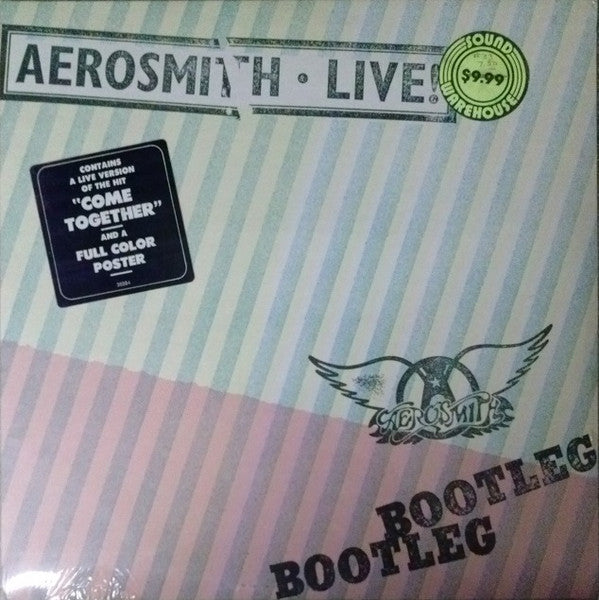 AEROSMITH • LIVE!
SOUND
$9.99
WAREHOUSE
CONTAINS
A LIVE VERSION
OF THE HIT
"COME
TOGETHER"
AND A
FULL COLOR
POSTER
AEROSMITH
BOOTLEG
BOOTLEG